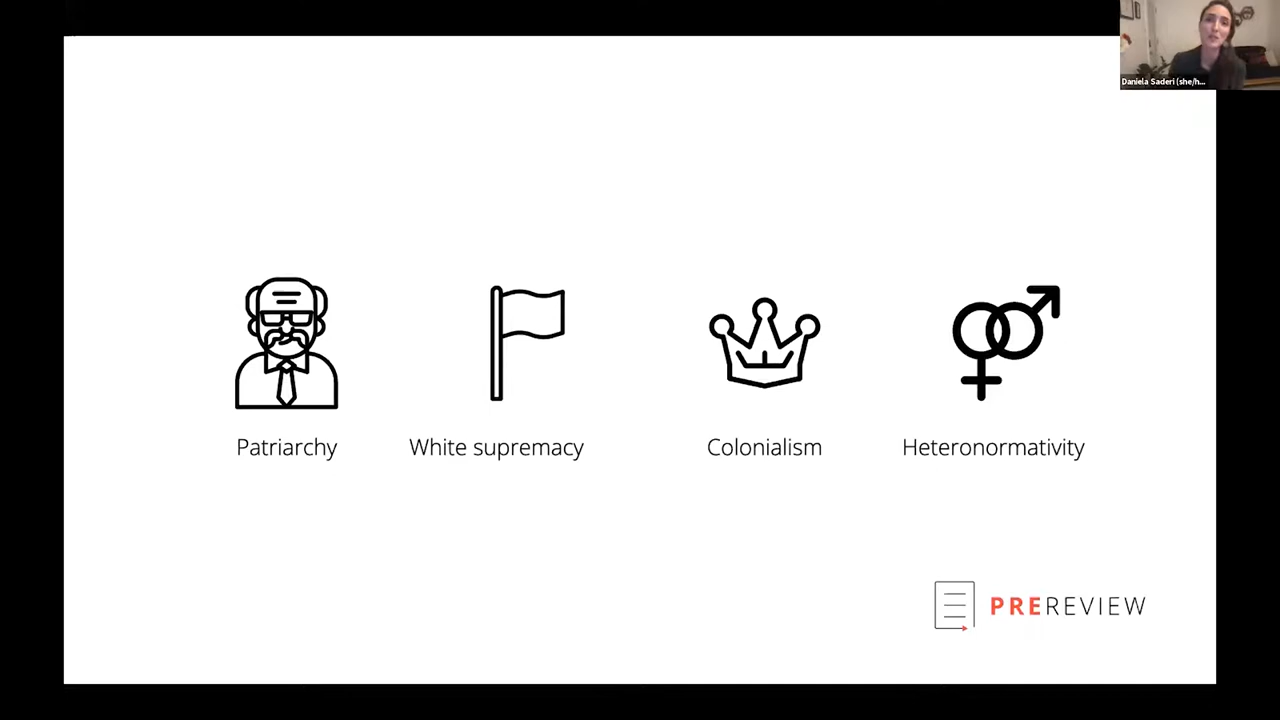 Daniela Saderi (she/h...
Patriarchy
White supremacy
Colonialism
Heteronormativity
PREREVIEW